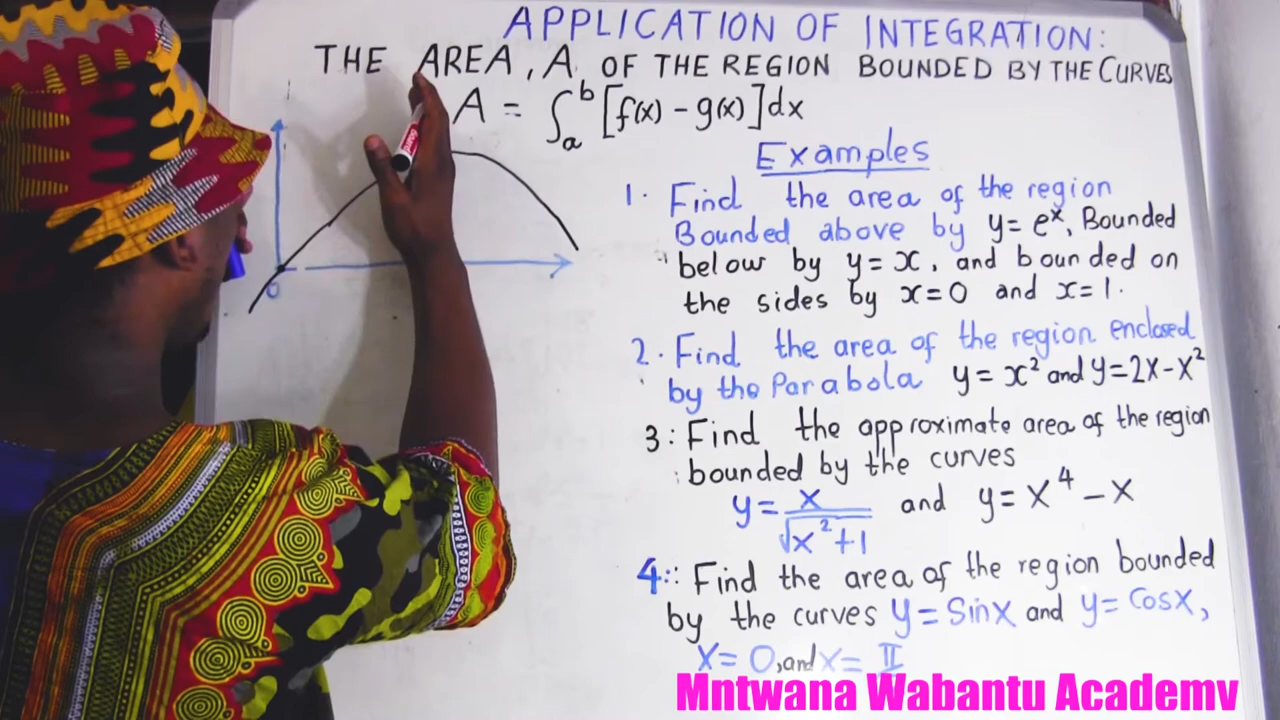 APPLICATION OF INTEGRATION:
THE AREA, A OF THE REGION BOUNDED BY THE CURVES
A = ∫ₐᵇ [f(x) - g(x)] dx
Examples
1. Find the area of the region
Bounded above by y = eˣ, Bounded
below by y = x, and bounded on
the sides by x=0 and x=1.
2. Find the area of the region enclosed
by the Parabola y = x² and y=2x-x²
3: Find the approximate area of the region
bounded by the curves
y = x/√(x²+1) and y = x⁴ - x
4: Find the area of the region bounded
by the curves y = Sinx and y = Cosx,
x = 0, and x = II
0
Mntwana Wabantu Academy